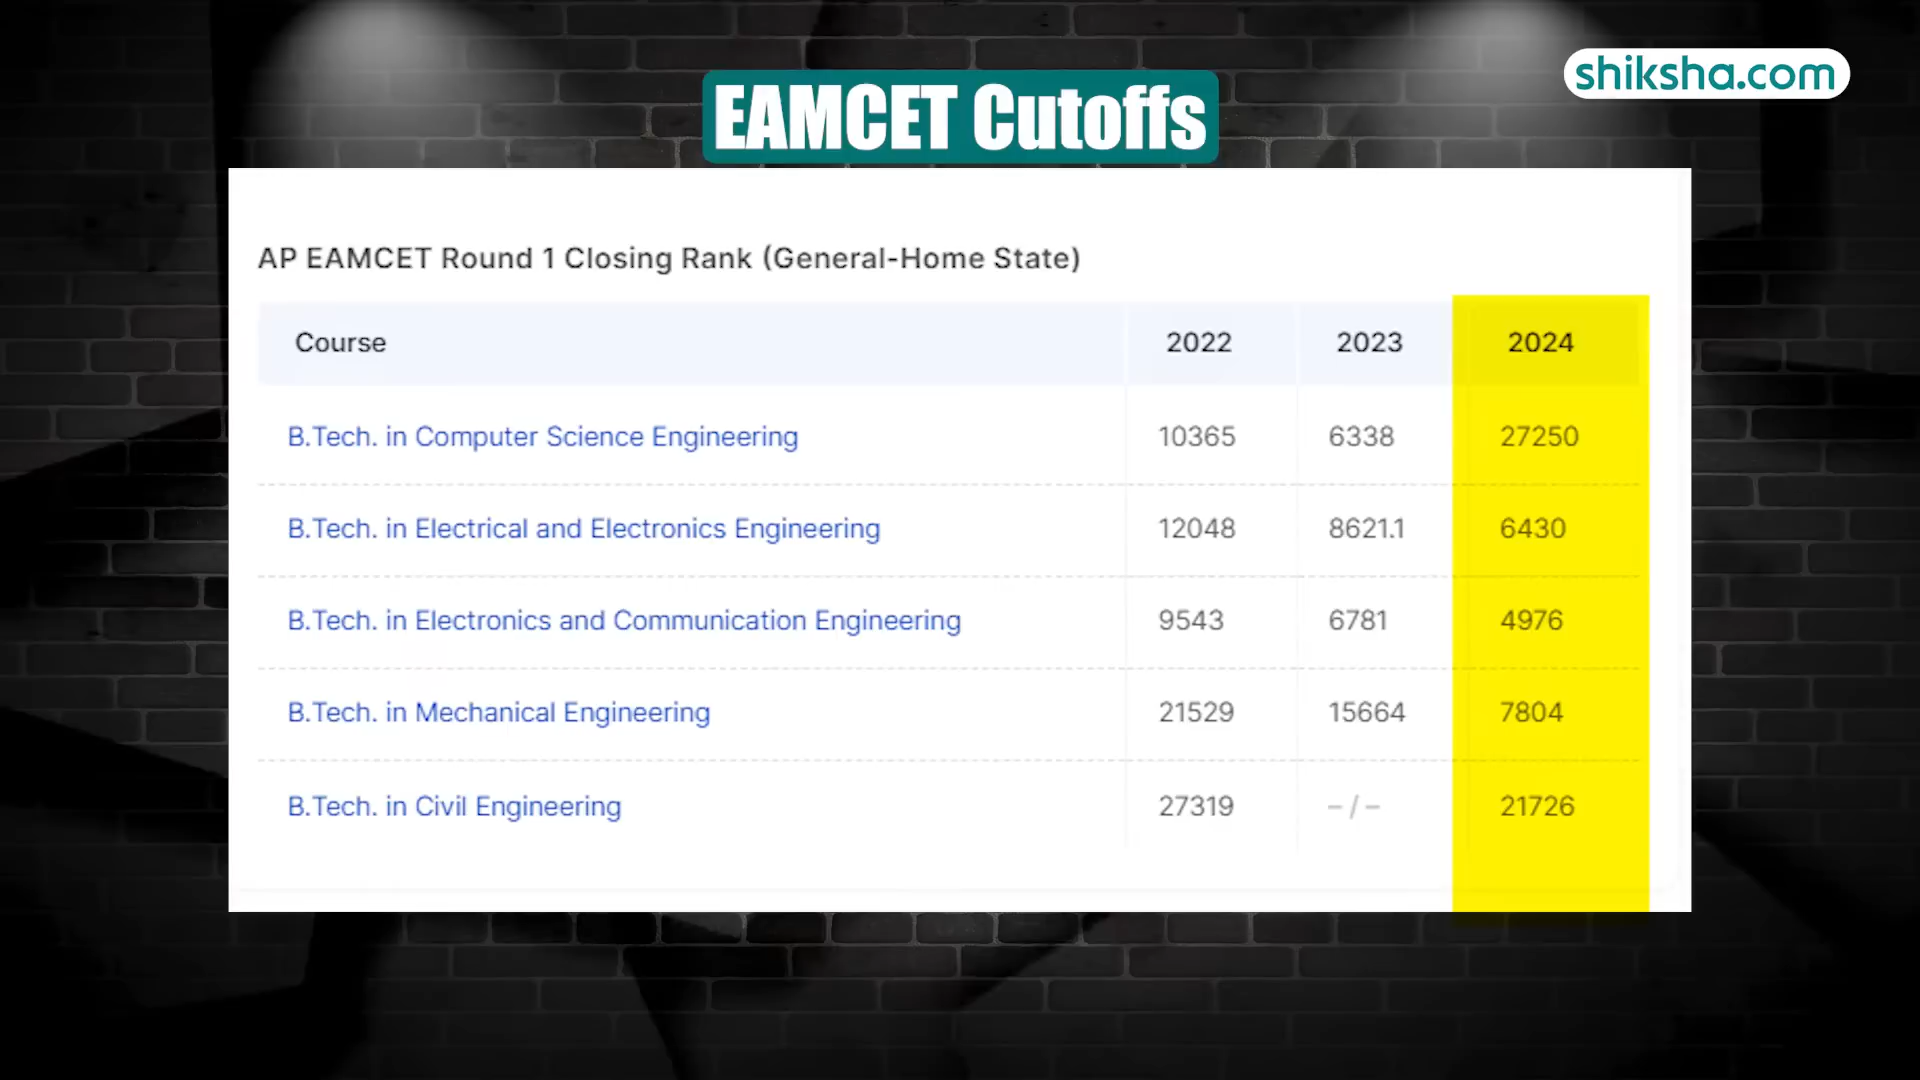 shiksha.com
EAMCET Cutoffs
AP EAMCET Round 1 Closing Rank (General-Home State)
Course 2022 2023 2024
B.Tech. in Computer Science Engineering 10365 6338 27250
B.Tech. in Electrical and Electronics Engineering 12048 8621.1 6430
B.Tech. in Electronics and Communication Engineering 9543 6781 4976
B.Tech. in Mechanical Engineering 21529 15664 7804
B.Tech. in Civil Engineering 27319 – / – 21726